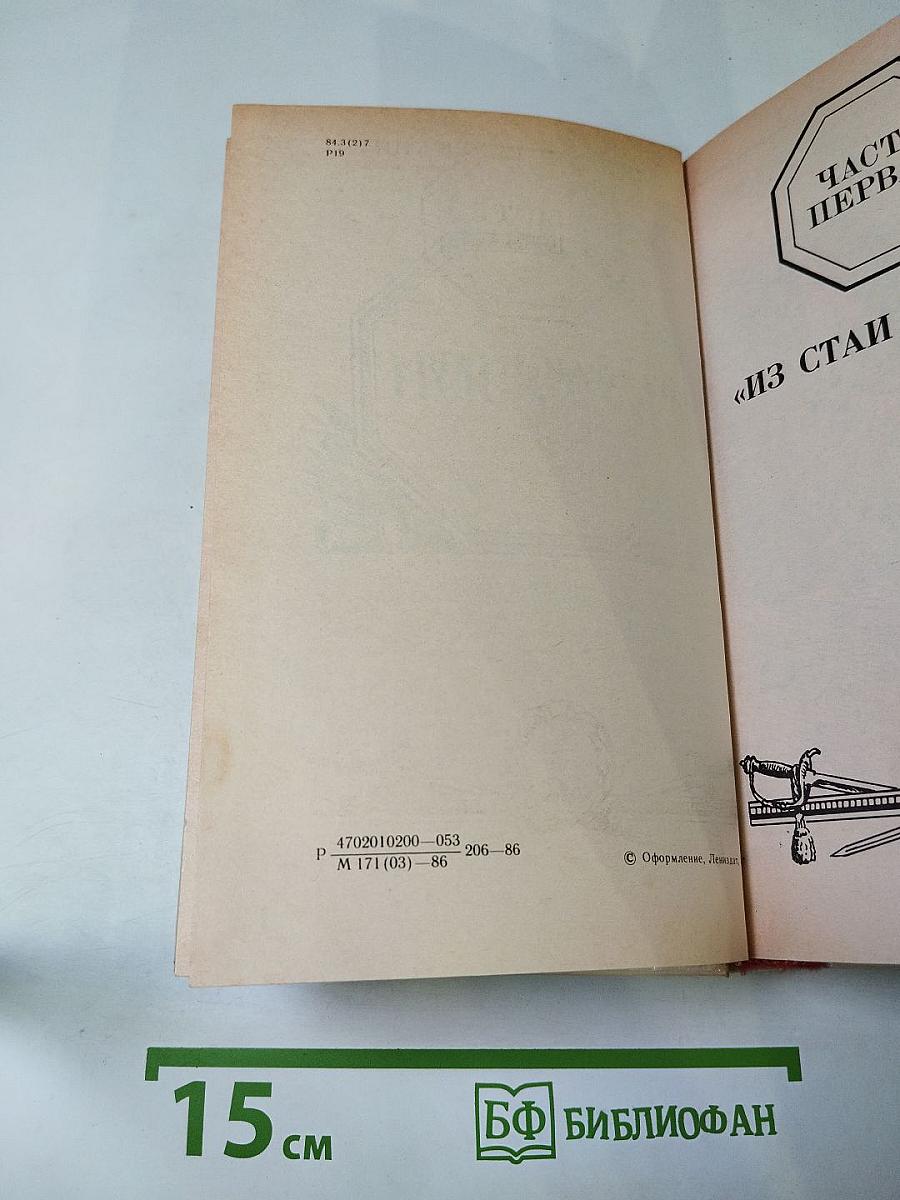 84.3(2)7
Р19
Р 4702010200—053
М 171(03)—86 206—86
© Оформление, Лениздат,
ЧАСТ
ПЕРВ
«ИЗ СТАИ
15 см
БФ БИБЛИОФАН